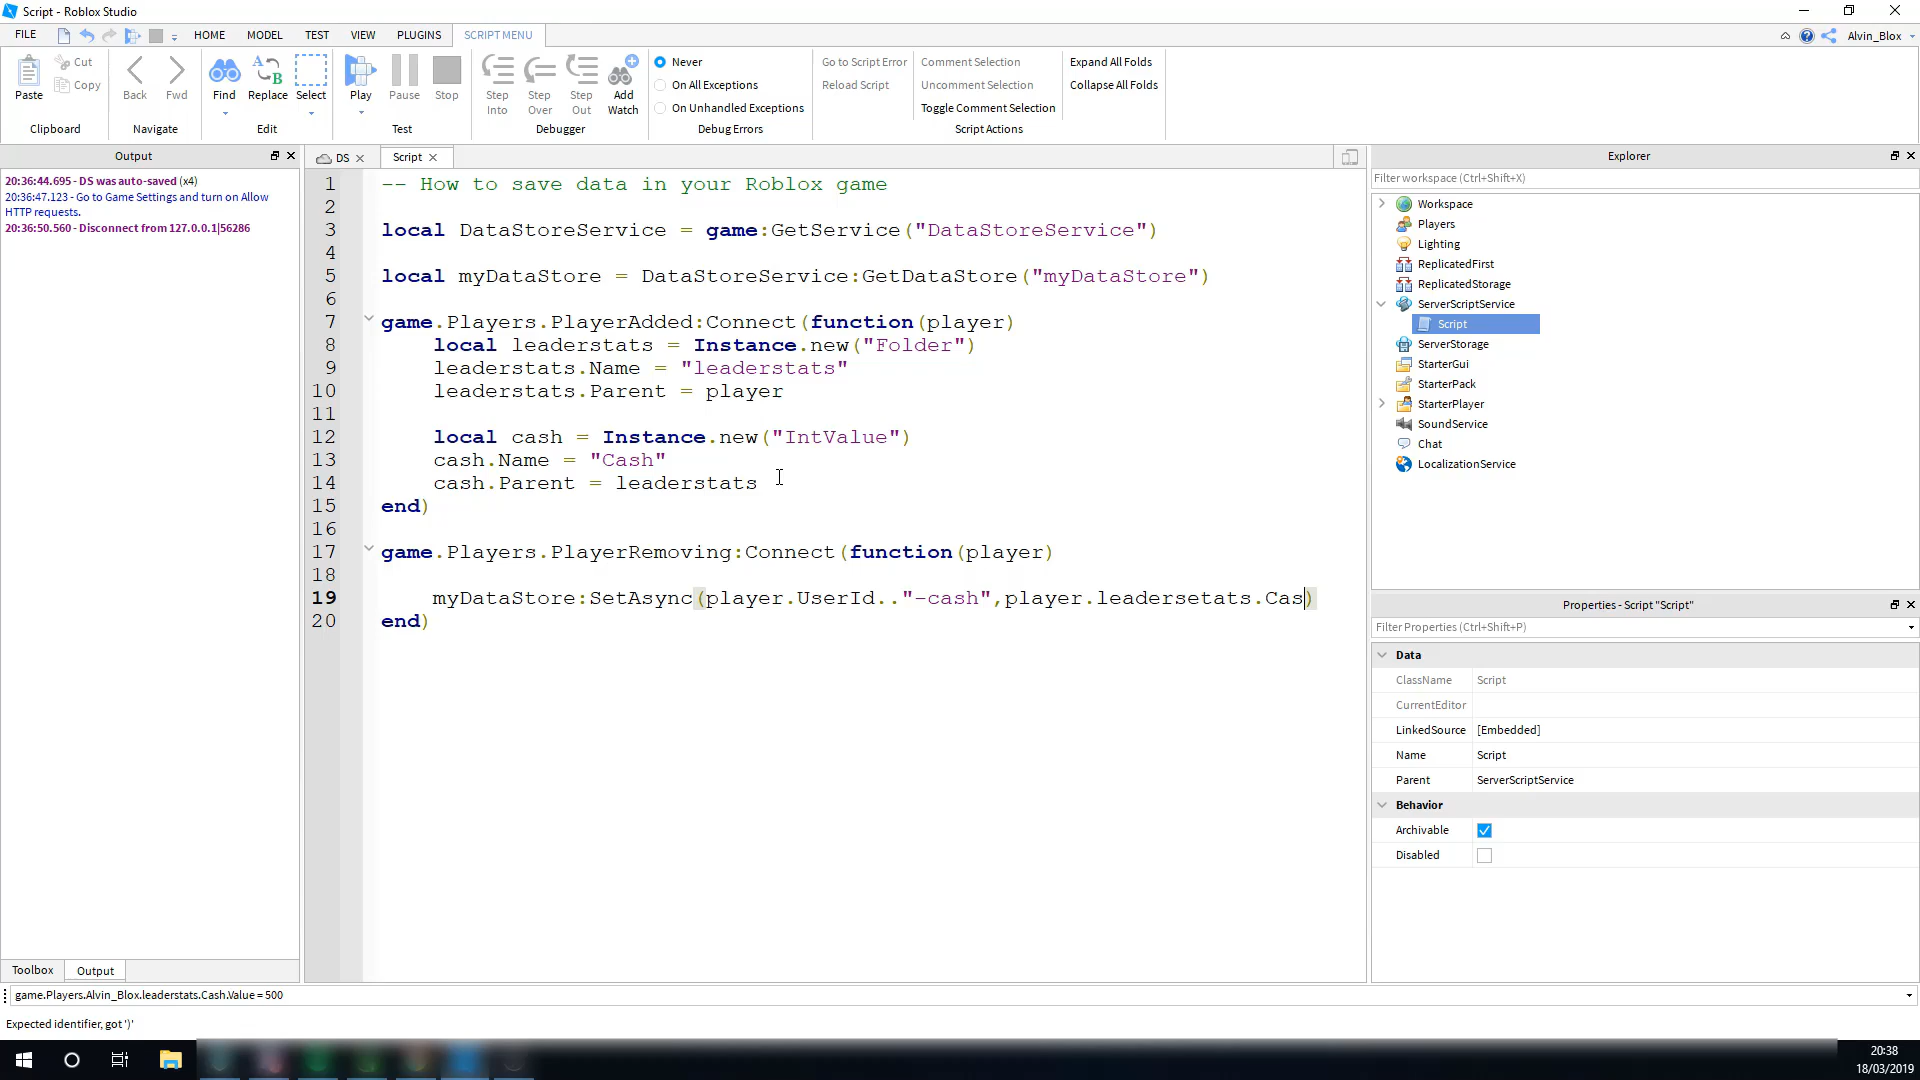 Script - Roblox Studio
FILE HOME MODEL TEST VIEW PLUGINS SCRIPT MENU Alvin_Blox
Paste Cut Copy
Back Fwd
Find Replace Select
Play Pause Stop
Step Into Step Over Step Out Add Watch
Never
On All Exceptions
On Unhandled Exceptions
Go to Script Error
Reload Script
Comment Selection
Uncomment Selection
Toggle Comment Selection
Expand All Folds
Collapse All Folds
Clipboard Navigate Edit Test Debugger Debug Errors Script Actions
Output
20:36:44.695 - DS was auto-saved (x4)
20:36:47.123 - Go to Game Settings and turn on Allow
HTTP requests.
20:36:50.560 - Disconnect from 127.0.0.1|56286
Toolbox Output
DS Script
1 -- How to save data in your Roblox game
2
3 local DataStoreService = game:GetService("DataStoreService")
4
5 local myDataStore = DataStoreService:GetDataStore("myDataStore")
6
7 game.Players.PlayerAdded:Connect(function(player)
8 local leaderstats = Instance.new("Folder")
9 leaderstats.Name = "leaderstats"
10 leaderstats.Parent = player
11
12 local cash = Instance.new("IntValue")
13 cash.Name = "Cash"
14 cash.Parent = leaderstats
15 end)
16
17 game.Players.PlayerRemoving:Connect(function(player)
18
19 myDataStore:SetAsync(player.UserId.."-cash",player.leadersetats.Cas)
20 end)
Explorer
Filter workspace (Ctrl+Shift+X)
Workspace
Players
Lighting
ReplicatedFirst
ReplicatedStorage
ServerScriptService
Script
ServerStorage
StarterGui
StarterPack
StarterPlayer
SoundService
Chat
LocalizationService
Properties - Script "Script"
Filter Properties (Ctrl+Shift+P)
Data
ClassName Script
CurrentEditor
LinkedSource [Embedded]
Name Script
Parent ServerScriptService
Behavior
Archivable
Disabled
game.Players.Alvin_Blox.leaderstats.Cash.Value = 500
Expected identifier, got ')'
20:38
18/03/2019